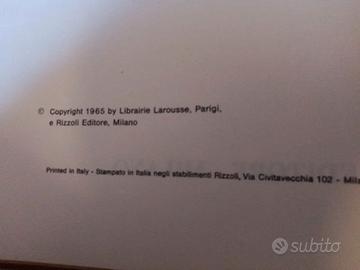 © Copyright 1965 by Librairie Larousse, Parigi,
e Rizzoli Editore, Milano
Printed in Italy - Stampato in Italia negli stabilimenti Rizzoli, Via Civitavecchia 102 - Mila
subito